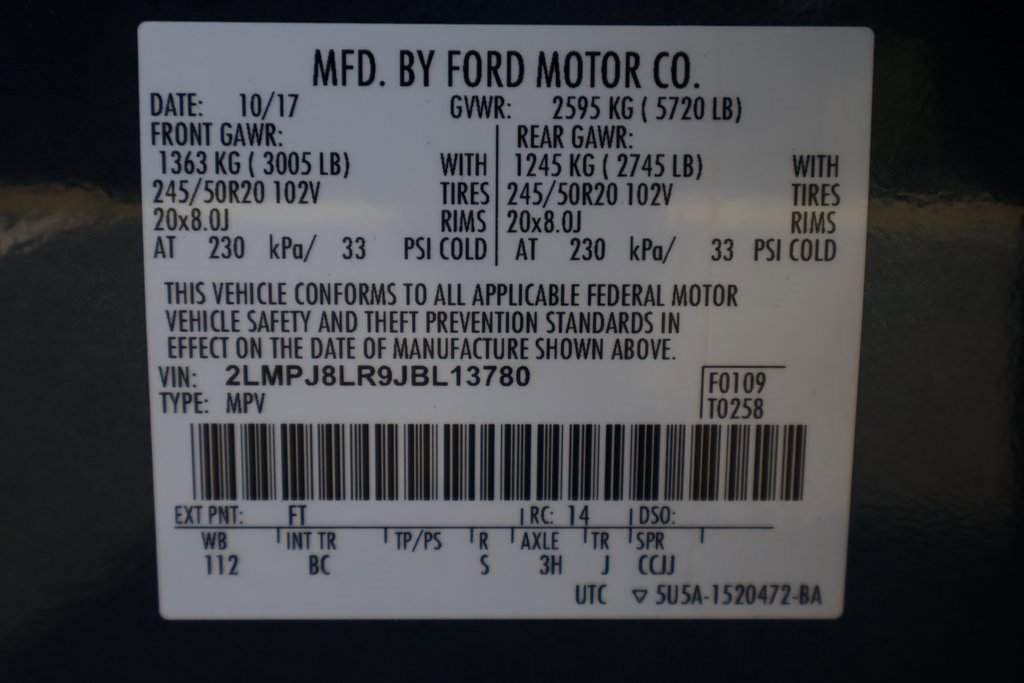 MFD. BY FORD MOTOR CO.
DATE: 10/17 GVWR: 2595 KG ( 5720 LB)
FRONT GAWR: REAR GAWR:
1363 KG ( 3005 LB) WITH 1245 KG ( 2745 LB) WITH
245/50R20 102V TIRES 245/50R20 102V TIRES
20x8.0J RIMS 20x8.0J RIMS
AT 230 kPa/ 33 PSI COLD AT 230 kPa/ 33 PSI COLD
THIS VEHICLE CONFORMS TO ALL APPLICABLE FEDERAL MOTOR
VEHICLE SAFETY AND THEFT PREVENTION STANDARDS IN
EFFECT ON THE DATE OF MANUFACTURE SHOWN ABOVE.
VIN: 2LMPJ8LR9JBL13780 F0109
TYPE: MPV T0258
EXT PNT: FT RC: 14 DSO:
WB INT TR TP/PS R AXLE TR SPR
112 BC S 3H J CCJJ
UTC ▽ 5U5A-1520472-BA